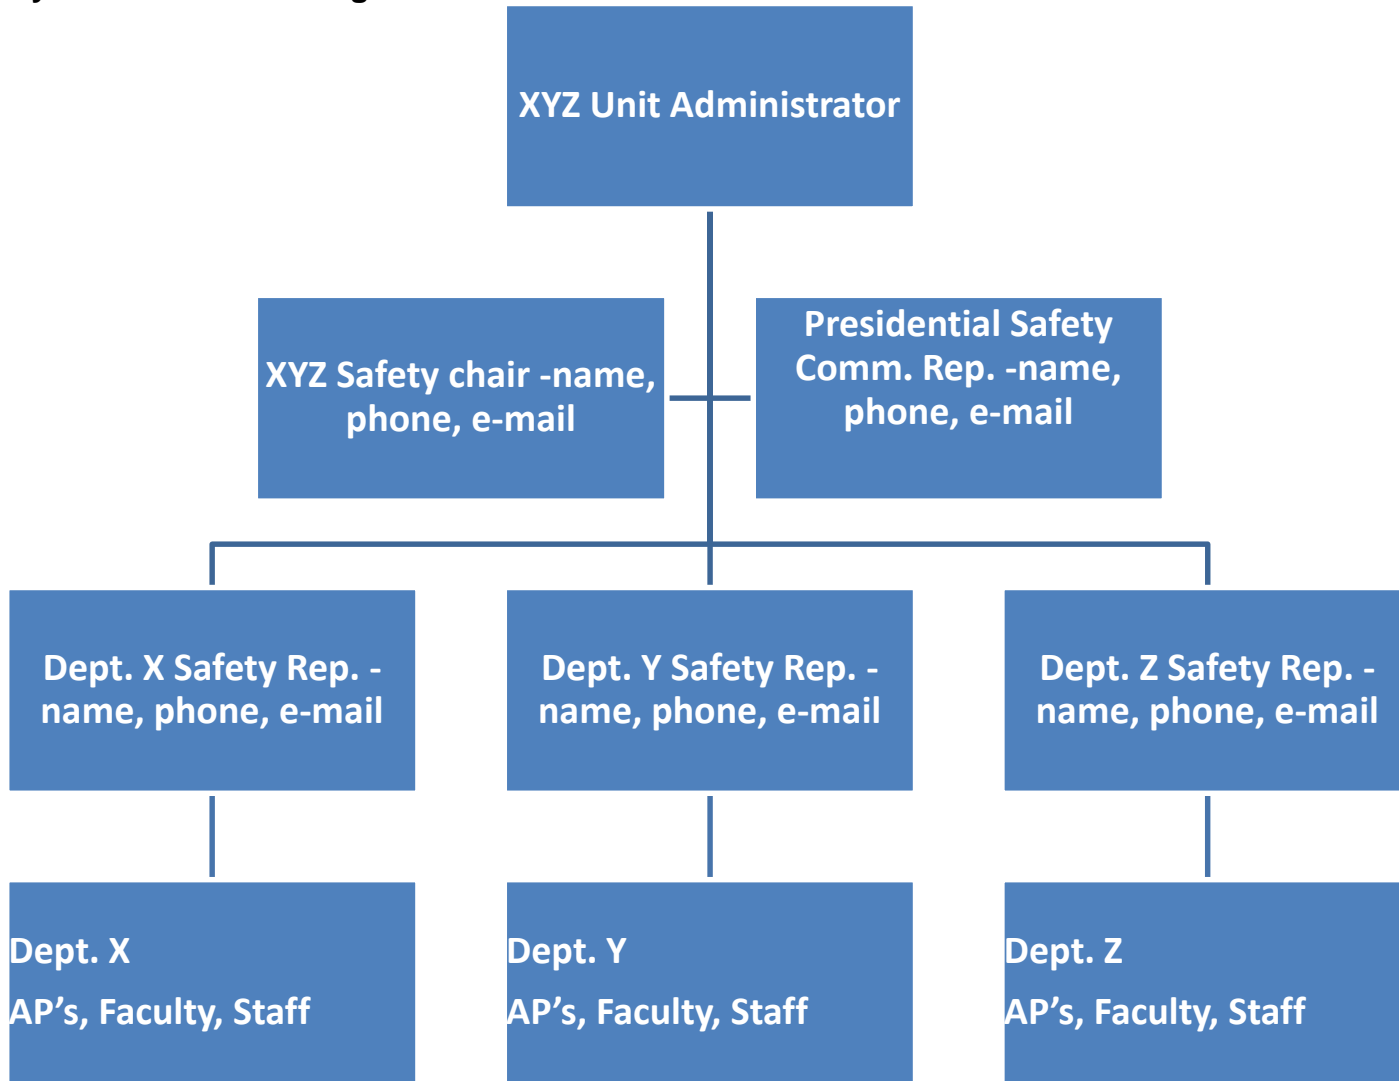 XYZ Unit Administrator
XYZ Safety chair -name,
phone, e-mail
Presidential Safety
Comm. Rep. -name,
phone, e-mail
Dept. X Safety Rep. -
name, phone, e-mail
Dept. Y Safety Rep. -
name, phone, e-mail
Dept. Z Safety Rep. -
name, phone, e-mail
Dept. X
AP’s, Faculty, Staff
Dept. Y
AP’s, Faculty, Staff
Dept. Z
AP’s, Faculty, Staff